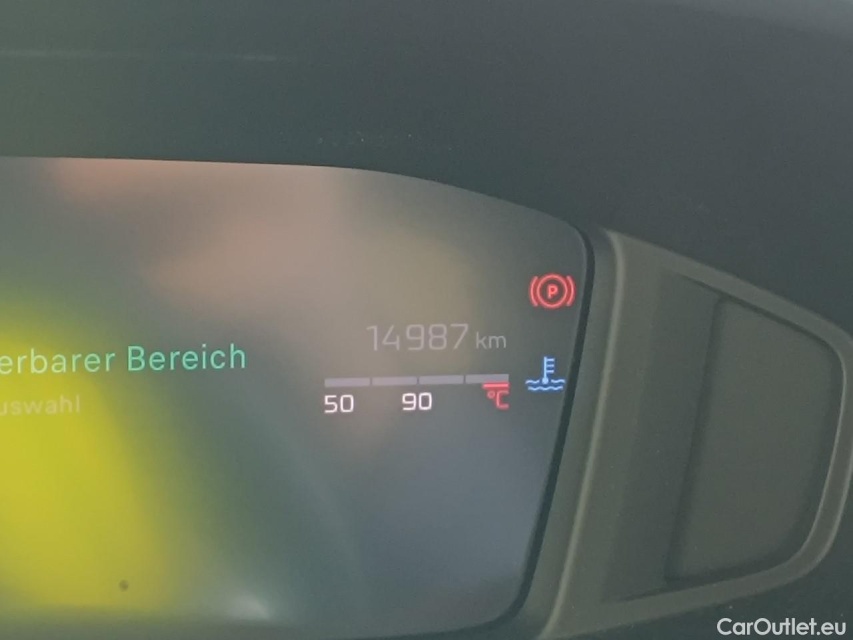 P
14987 km
erbarer Bereich
uswahl
50 90 °C
CarOutlet.eu